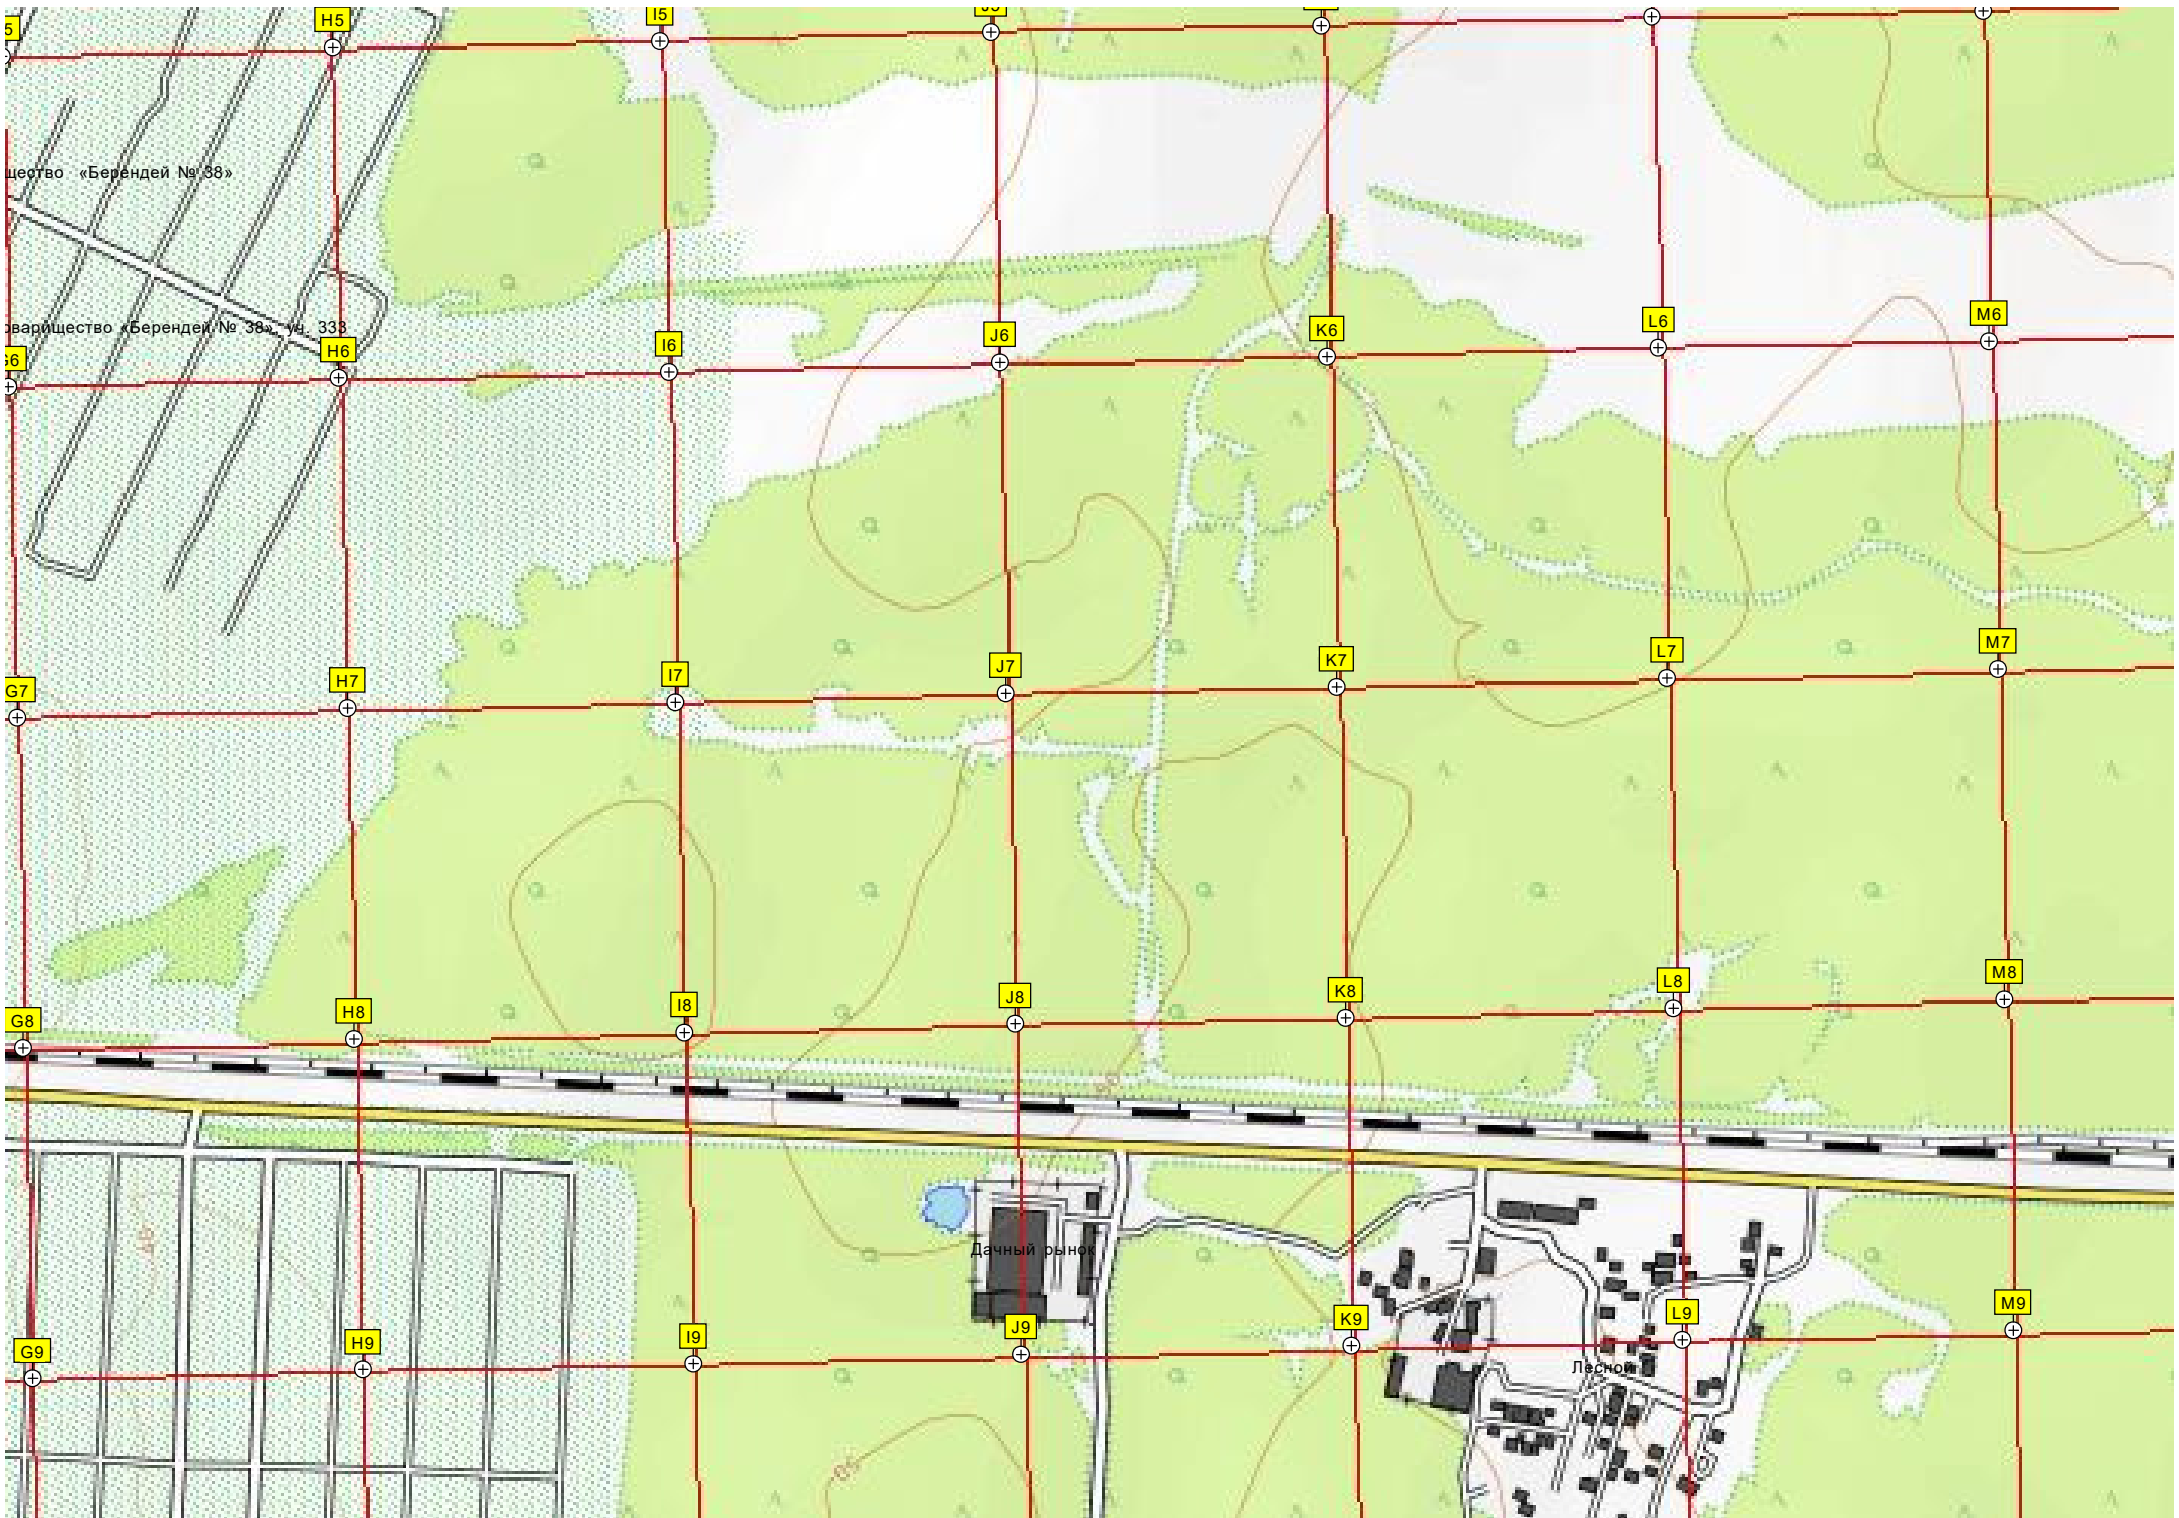 H5
I5
щество «Берендей № 38»
оварищество «Берендей № 38», уч. 333
H6
I6
J6
K6
L6
M6
G7
H7
I7
J7
K7
L7
M7
G8
H8
I8
J8
K8
L8
M8
Дачный рынок
G9
H9
I9
J9
K9
L9
M9
Лесной